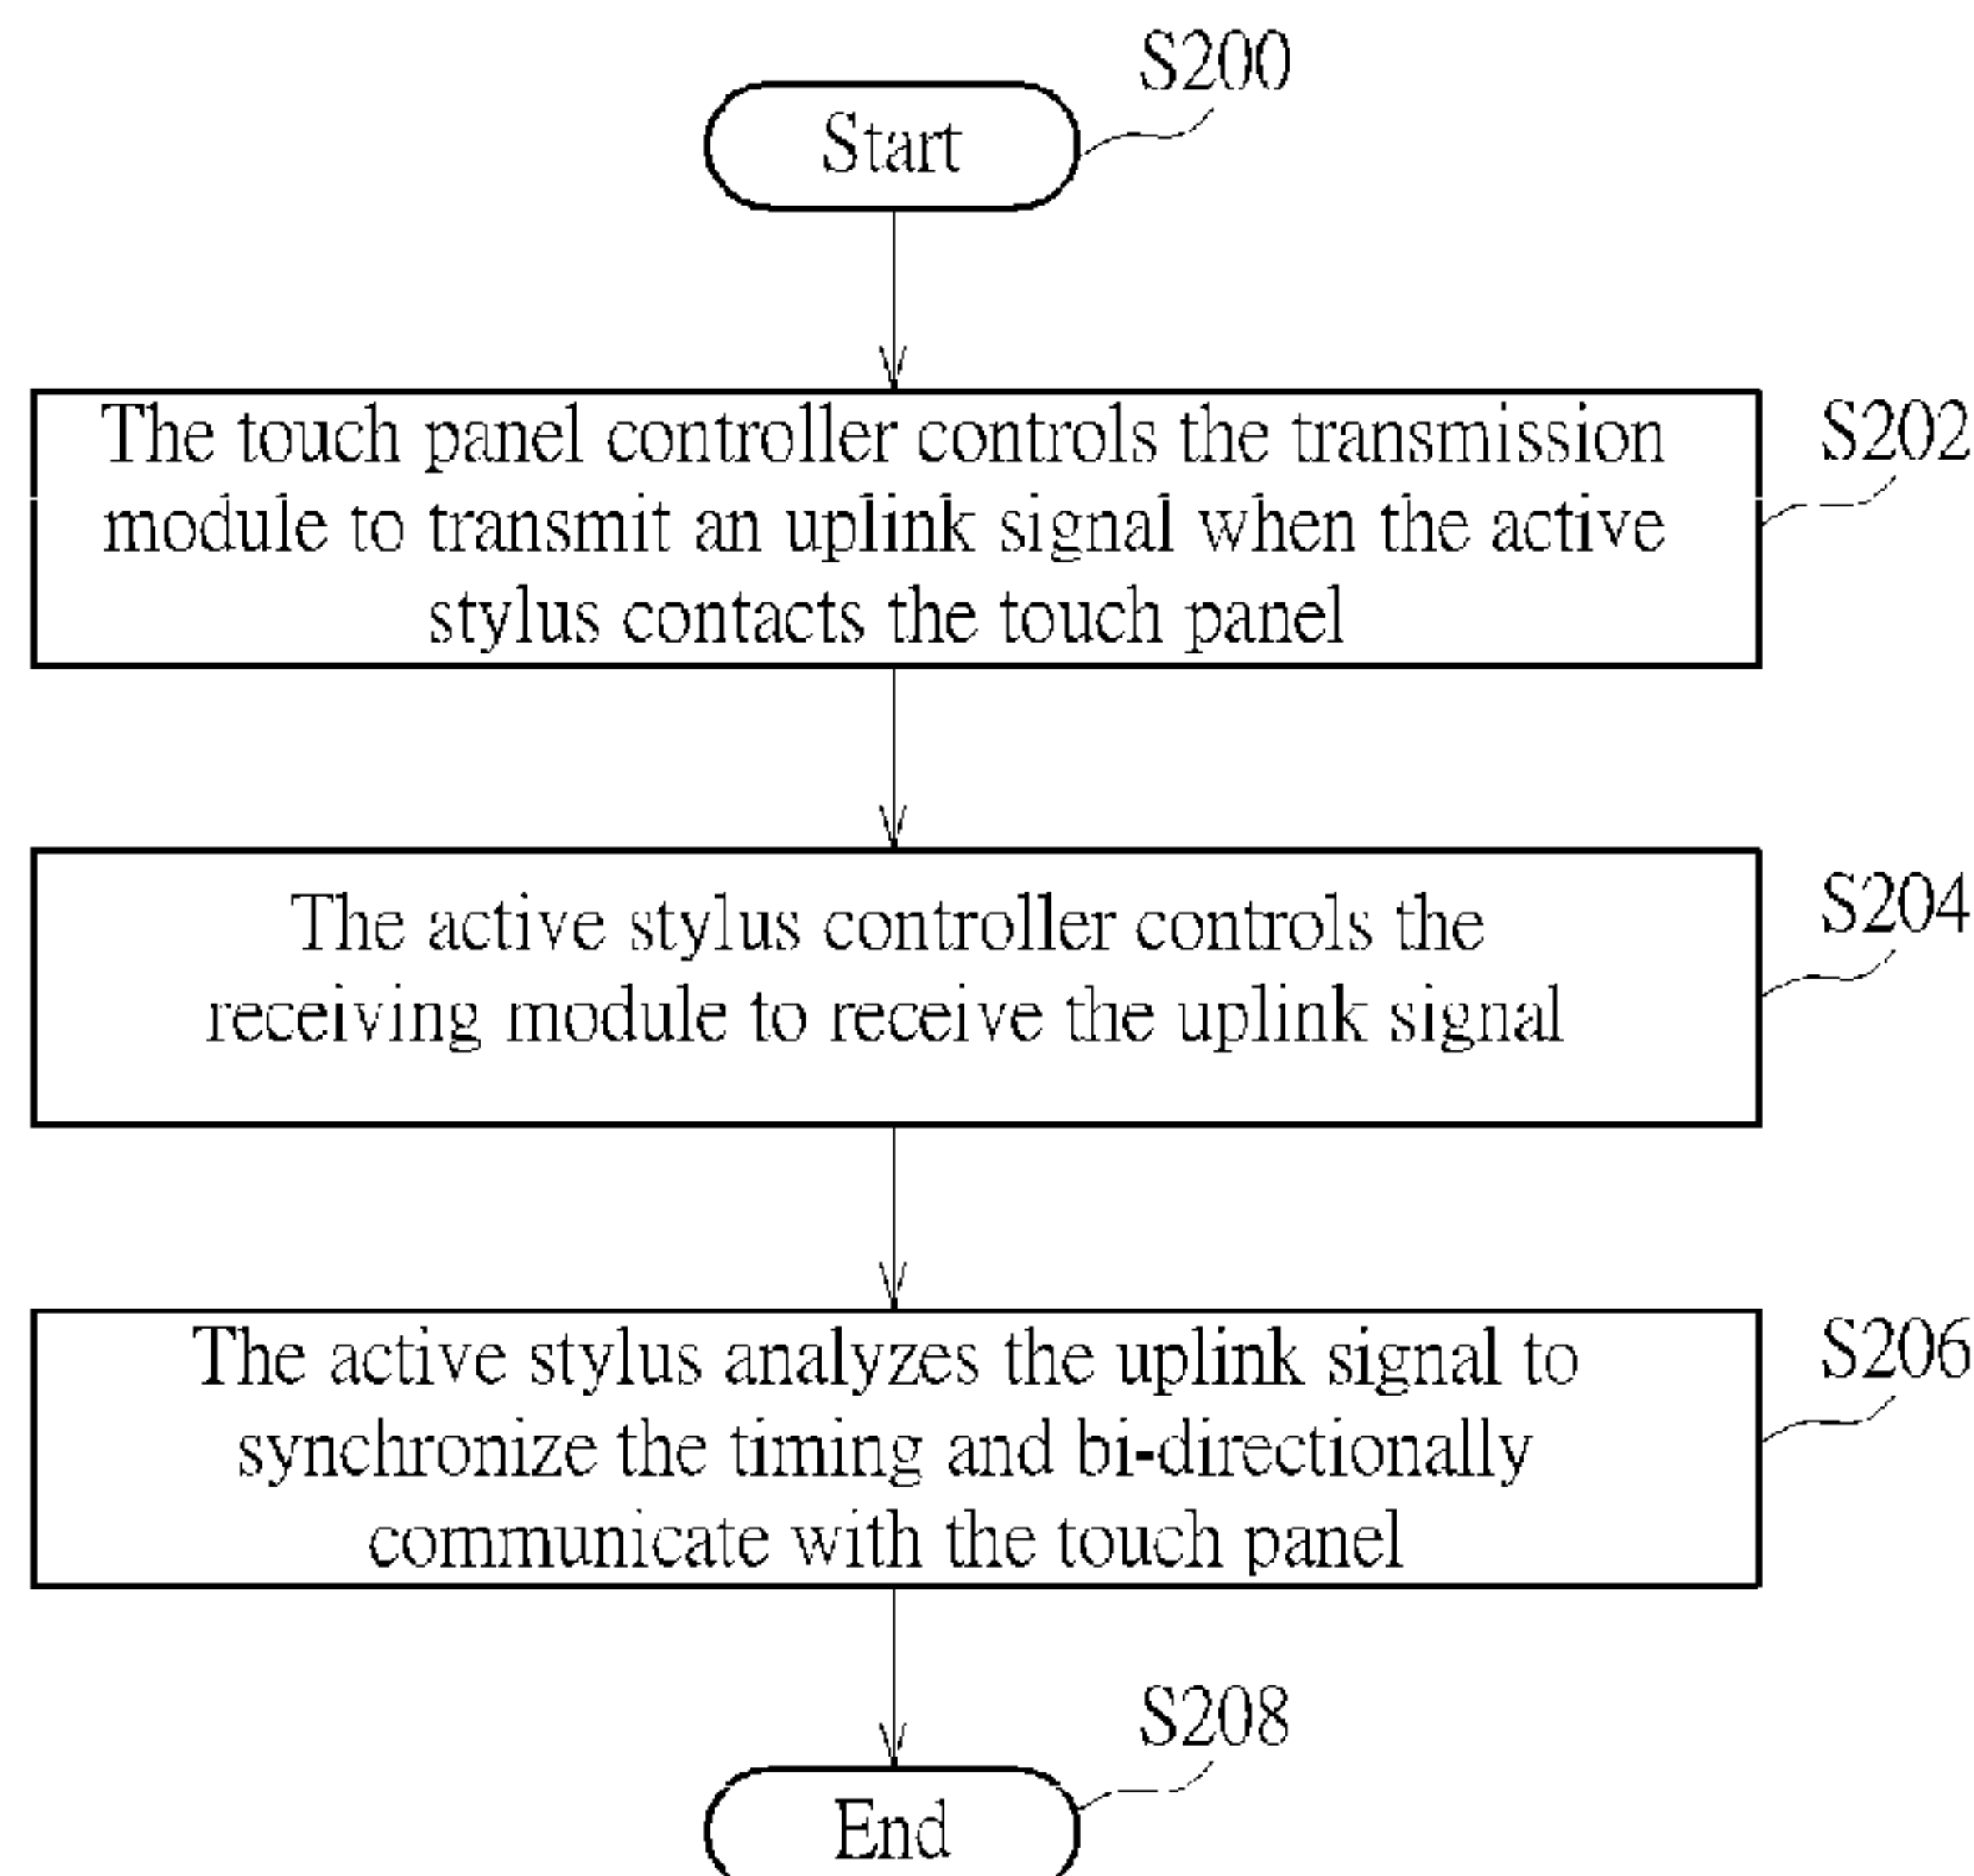 S200
Start
The touch panel controller controls the transmission
module to transmit an uplink signal when the active
stylus contacts the touch panel
S202
The active stylus controller controls the
receiving module to receive the uplink signal
S204
The active stylus analyzes the uplink signal to
synchronize the timing and bi-directionally
communicate with the touch panel
S206
S208
End